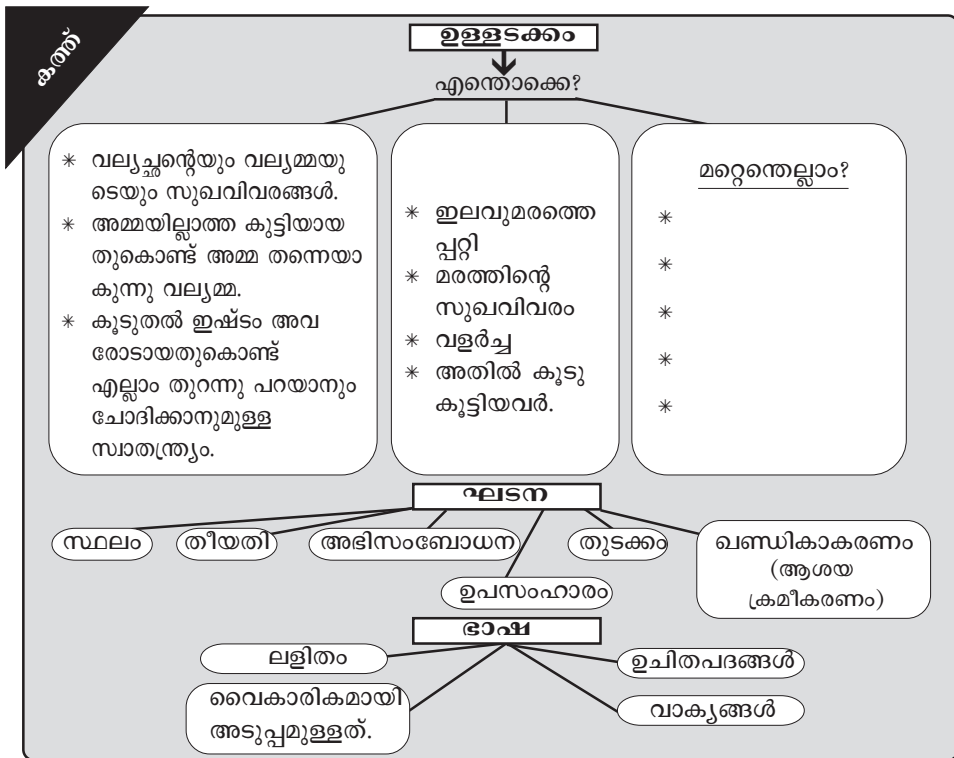 കത്ത്
ഉള്ളടക്കം
എന്തൊക്കെ?
* വല്യച്ഛന്റെയും വല്യമ്മയു
ടെയും സുഖവിവരങ്ങൾ.
* അമ്മയില്ലാത്ത കുട്ടിയായ
തുകൊണ്ട് അമ്മ തന്നെയാ
കുന്നു വല്യമ്മ.
* കൂടുതൽ ഇഷ്ടം അവ
രോടായതുകൊണ്ട്
എല്ലാം തുറന്നു പറയാനും
ചോദിക്കാനുമുള്ള
സ്വാതന്ത്ര്യം.
* ഇലവുമരത്തെ
പ്പറ്റി
* മരത്തിന്റെ
സുഖവിവരം
* വളർച്ച
* അതിൽ കൂടു
കൂട്ടിയവർ.
മറ്റെന്തെല്ലാം?
*
*
*
*
*
ഘടന
സ്ഥലം
തീയതി
അഭിസംബോധന
തുടക്കം
ഖണ്ഡികാകരണം
(ആശയ
ക്രമീകരണം)
ഉപസംഹാരം
ഭാഷ
ലളിതം
ഉചിതപദങ്ങൾ
വൈകാരികമായി
അടുപ്പമുള്ളത്.
വാക്യങ്ങൾ